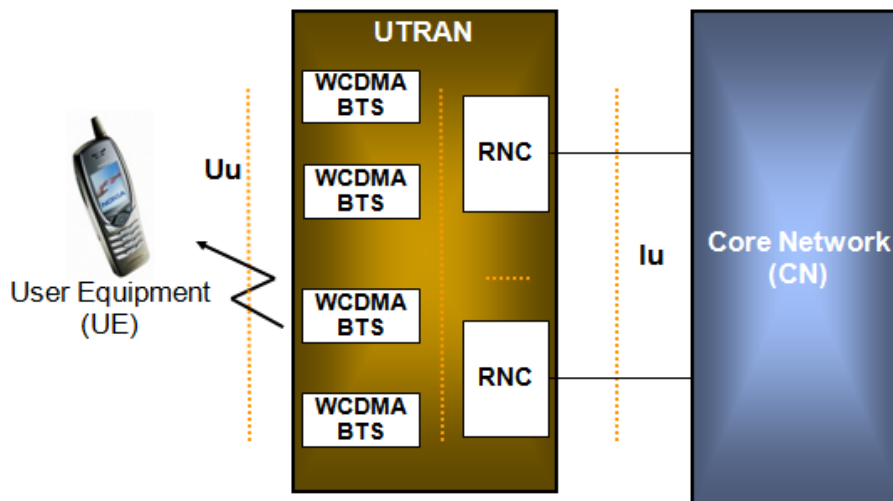 UTRAN
WCDMA
BTS
WCDMA
BTS
WCDMA
BTS
WCDMA
BTS
RNC
RNC
Uu
Iu
NOKIA
User Equipment
(UE)
Core Network
(CN)